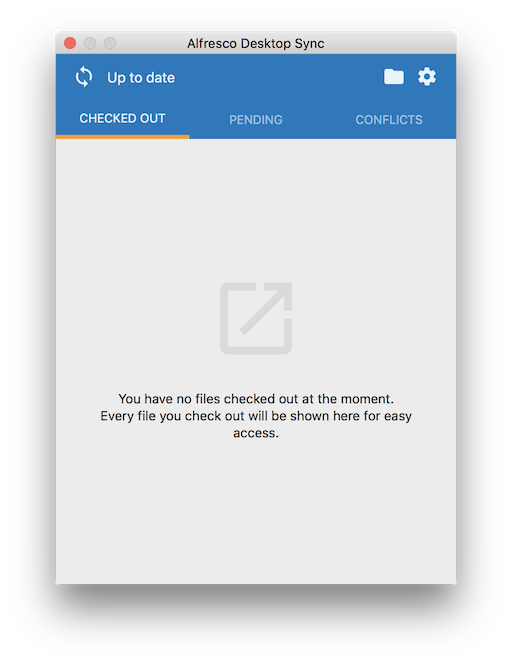 Alfresco Desktop Sync
Up to date
CHECKED OUT
PENDING
CONFLICTS
You have no files checked out at the moment.
Every file you check out will be shown here for easy
access.